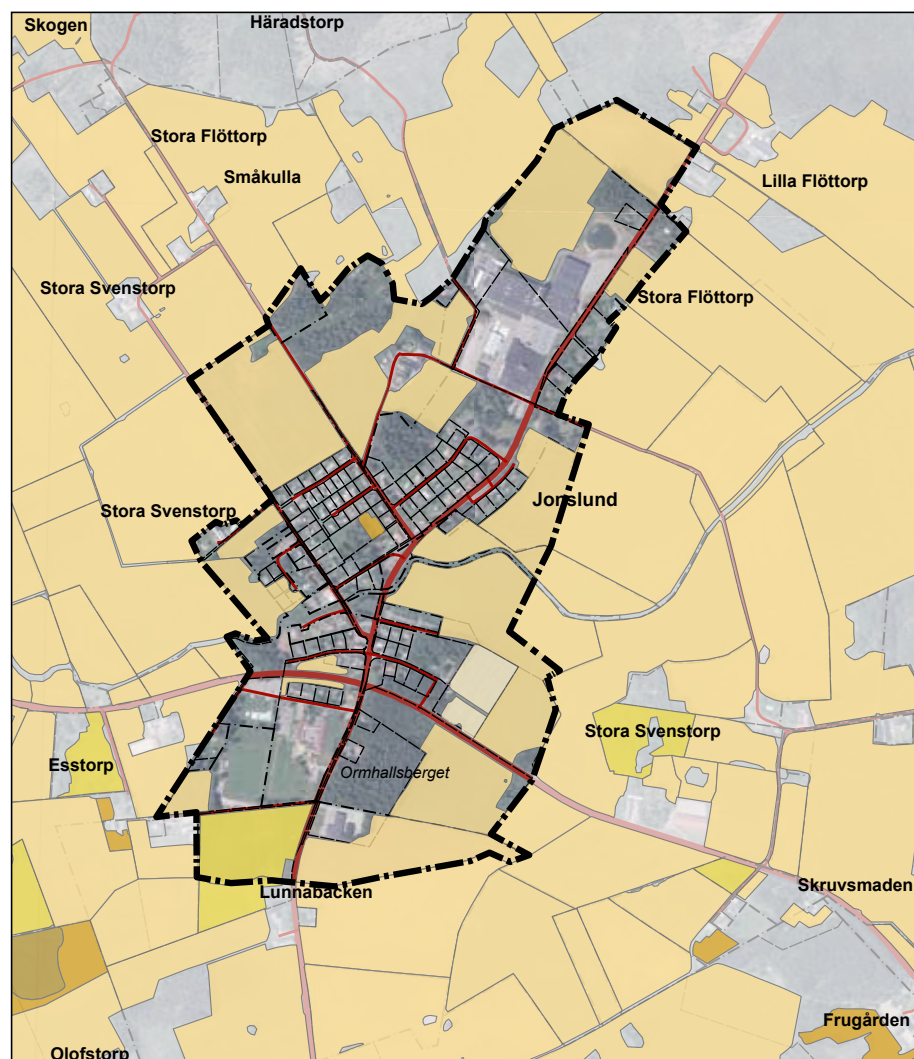 Skogen
Häradstorp
Stora Flöttorp
Småkulla
Lilla Flöttorp
Stora Svenstorp
Stora Flöttorp
Jonslund
Stora Svenstorp
Stora Svenstorp
Esstorp
Ormhallsberget
Skruvsmaden
Lunnabacken
Frugården
Olofstorp